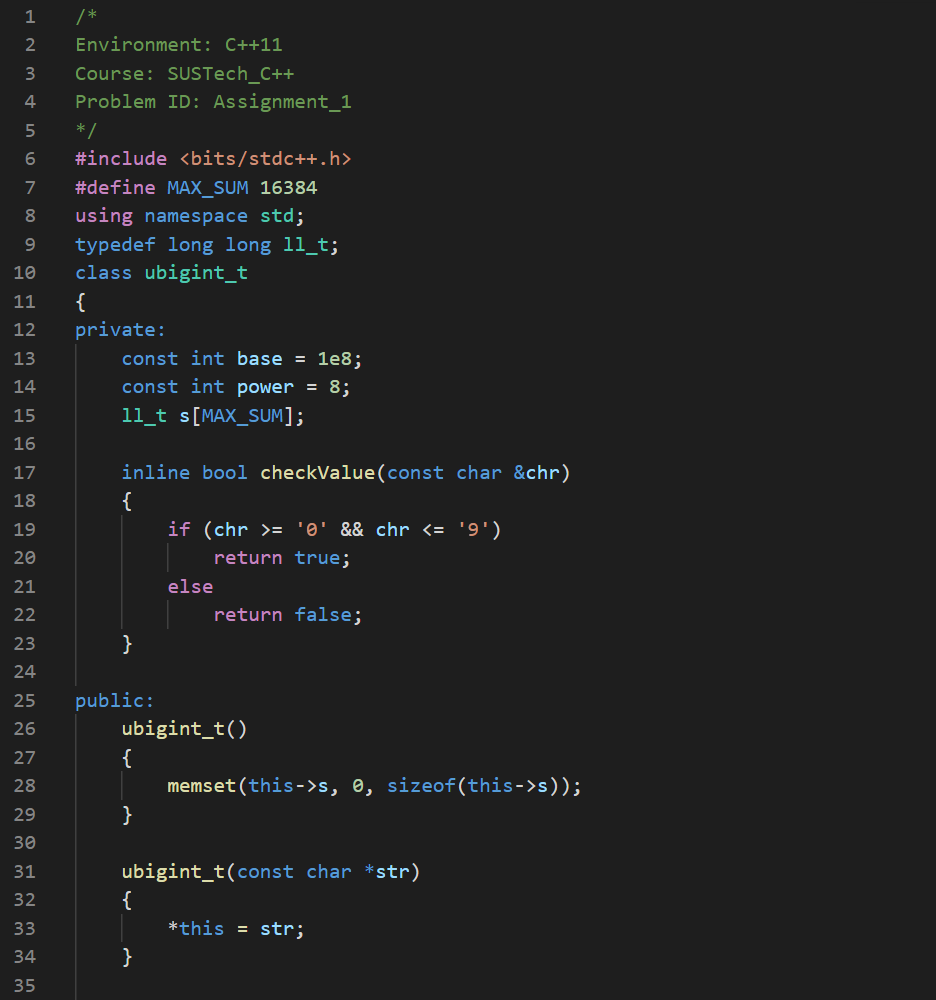 1 /*
2 Environment: C++11
3 Course: SUSTech_C++
4 Problem ID: Assignment_1
5 */
6 #include <bits/stdc++.h>
7 #define MAX_SUM 16384
8 using namespace std;
9 typedef long long ll_t;
10 class ubigint_t
11 {
12 private:
13     const int base = 1e8;
14     const int power = 8;
15     ll_t s[MAX_SUM];
16
17     inline bool checkValue(const char &chr)
18     {
19         if (chr >= '0' && chr <= '9')
20             return true;
21         else
22             return false;
23     }
24
25 public:
26     ubigint_t()
27     {
28         memset(this->s, 0, sizeof(this->s));
29     }
30
31     ubigint_t(const char *str)
32     {
33         *this = str;
34     }
35